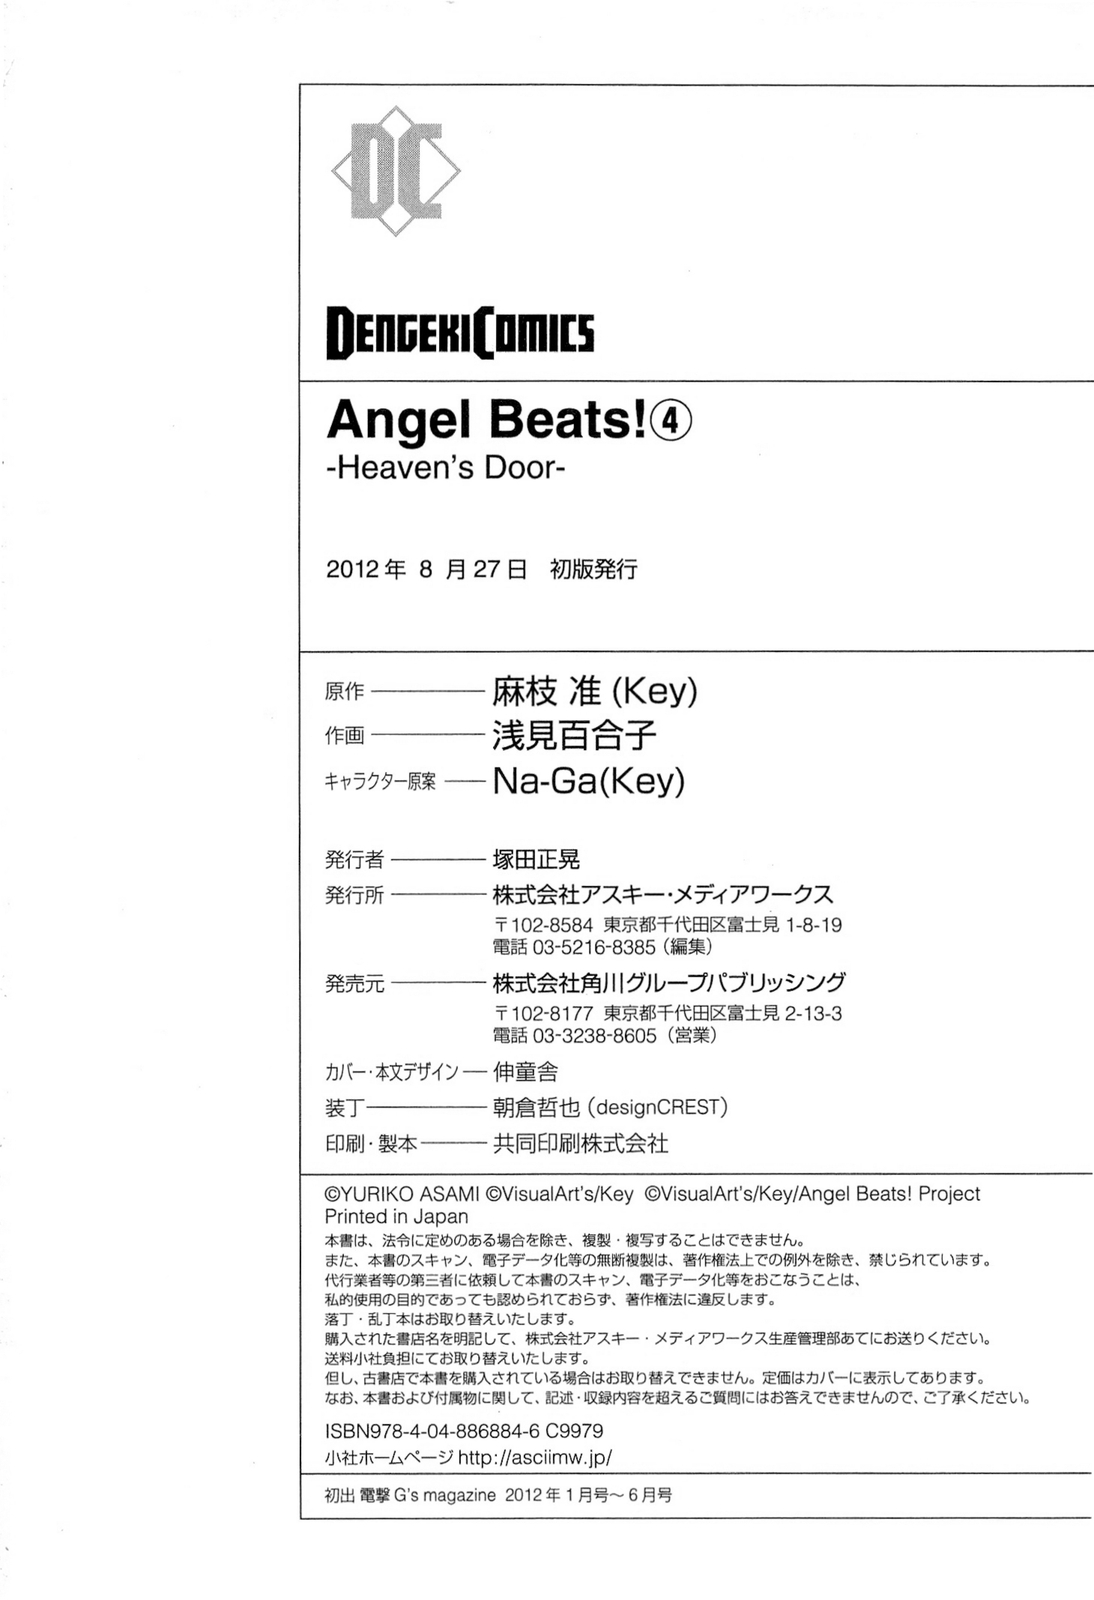 DC
DENGEKI COMICS
Angel Beats!④
-Heaven's Door-
2012年 8 月27日 初版発行
原作 ――― 麻枝 准 (Key)
作画 ――― 浅見百合子
キャラクター原案 ―― Na-Ga(Key)
発行者 ――― 塚田正晃
発行所 ――― 株式会社アスキー・メディアワークス
〒102-8584 東京都千代田区富士見 1-8-19
電話 03-5216-8385（編集）
発売元 ――― 株式会社角川グループパブリッシング
〒102-8177 東京都千代田区富士見 2-13-3
電話 03-3238-8605（営業）
カバー・本文デザイン ― 伸童舎
装丁 ――― 朝倉哲也（designCREST）
印刷・製本 ―― 共同印刷株式会社
©YURIKO ASAMI ©VisualArt's/Key ©VisualArt's/Key/Angel Beats! Project
Printed in Japan
本書は、法令に定めのある場合を除き、複製・複写することはできません。
また、本書のスキャン、電子データ化等の無断複製は、著作権法上での例外を除き、禁じられています。
代行業者等の第三者に依頼して本書のスキャン、電子データ化等をおこなうことは、
私的使用の目的であっても認められておらず、著作権法に違反します。
落丁・乱丁本はお取り替えいたします。
購入された書店名を明記して、株式会社アスキー・メディアワークス生産管理部あてにお送りください。
送料小社負担にてお取り替えいたします。
但し、古書店で本書を購入されている場合はお取り替えできません。定価はカバーに表示してあります。
なお、本書および付属物に関して、記述・収録内容を超えるご質問にはお答えできませんので、ご了承ください。
ISBN978-4-04-886884-6 C9979
小社ホームページ http://asciimw.jp/
初出 電撃 G's magazine 2012 年 1 月号～ 6 月号